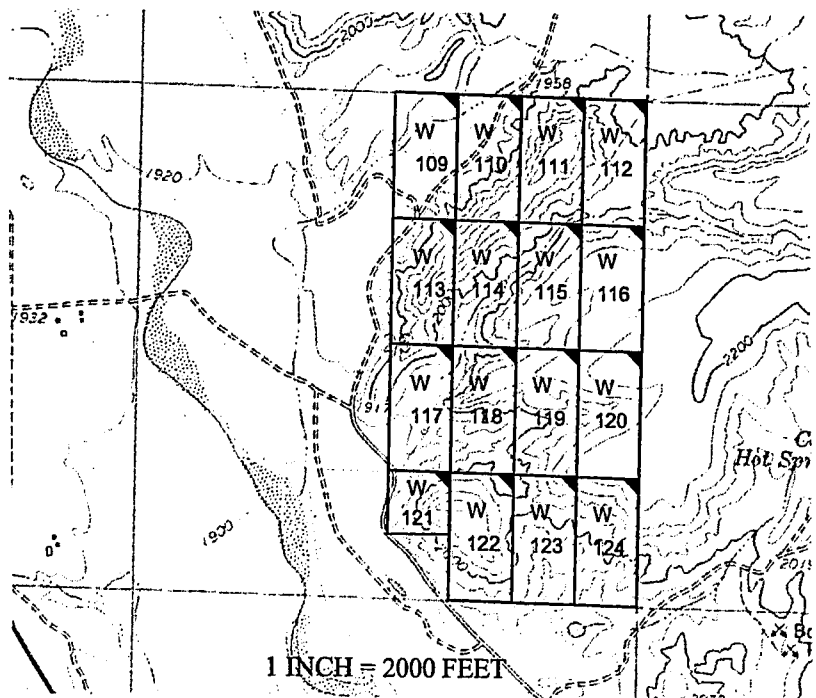 2000
1958
W
109
W
110
W
111
W
112
1920
W
113
W
114
W
115
W
116
1932
2200
W
117
W
118
W
119
W
120
Hot Spr
W
121
W
122
W
123
W
124
1900
1 INCH = 2000 FEET